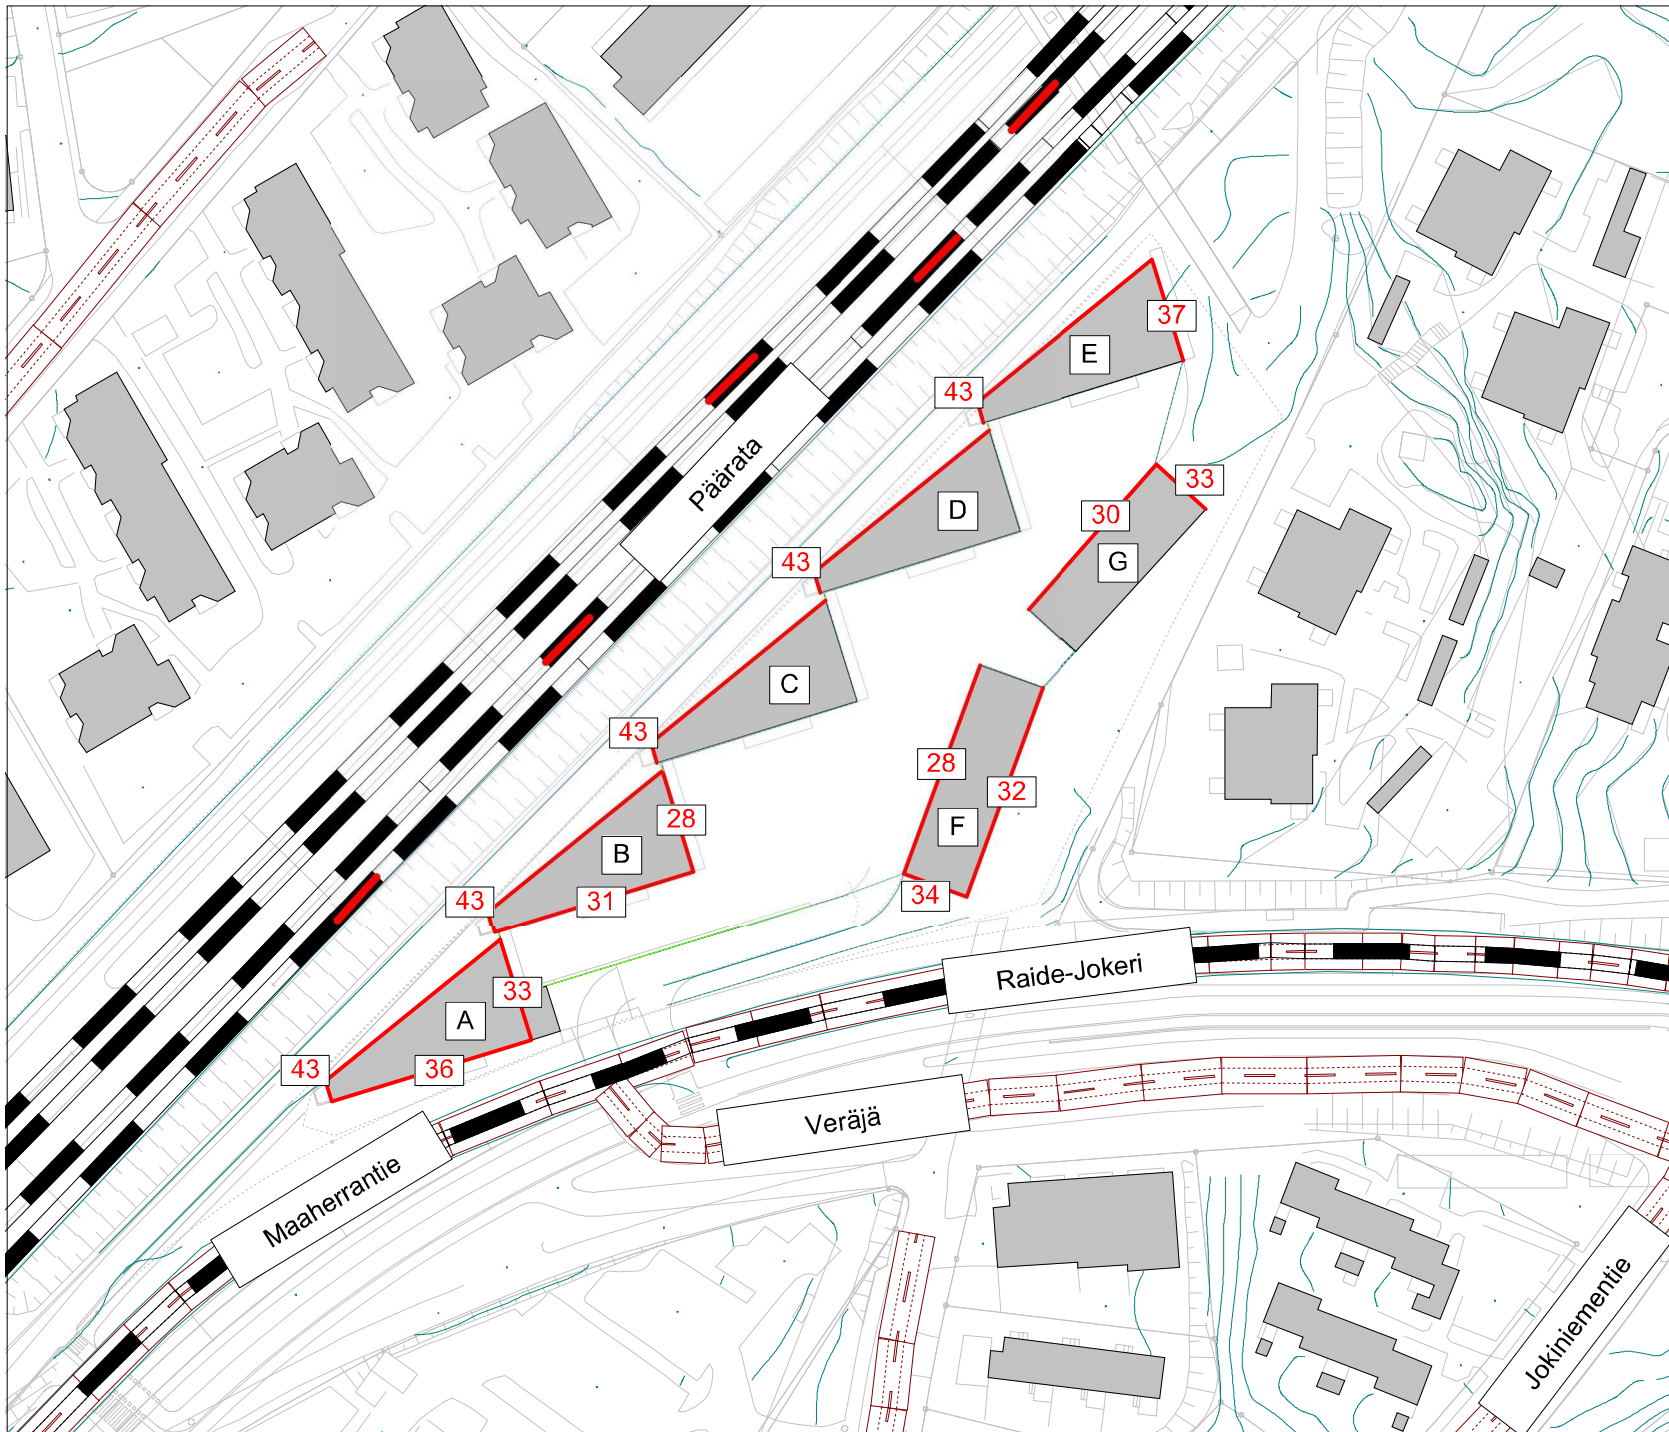 37
E
43
33
D
30
G
43
C
43
28
32
28
F
B
34
43
31
Raide-Jokeri
33
A
43
36
Päärata
Veräjä
Maaherrantie
Jokiniementie